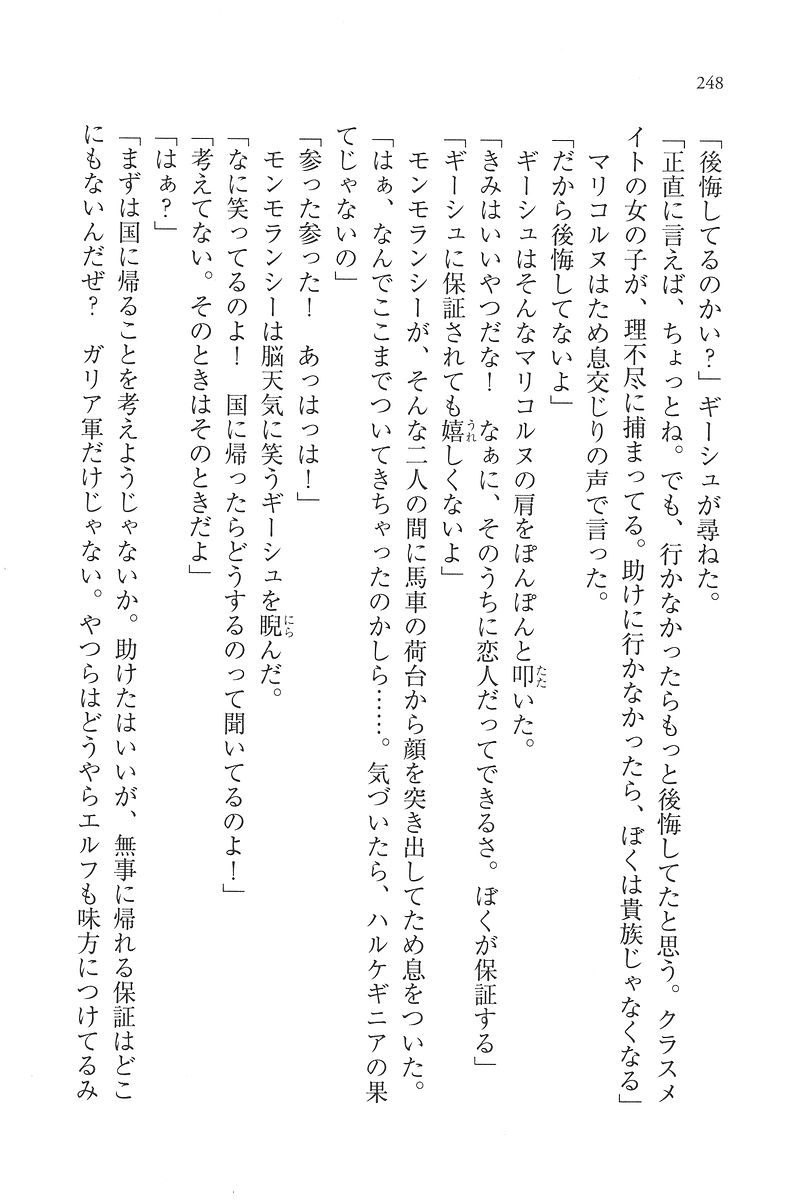 248
「後悔してるのかい？」ギーシュが尋ねた。
「正直に言えば、ちょっとね。でも、行かなかったらもっと後悔してたと思う。クラスメ
イトの女の子が、理不尽に捕まってる。助けに行かなかったら、ぼくは貴族じゃなくなる」
マリコルヌはため息交じりの声で言った。
「だから後悔してないよ」
ギーシュはそんなマリコルヌの肩をぽんぽんと叩いた。
「きみはいいやつだな！　なぁに、そのうちに恋人だってできるさ。ぼくが保証する」
「ギーシュに保証されても嬉しくないよ」
モンモランシーが、そんな二人の間に馬車の荷台から顔を突き出してため息をついた。
「はぁ、なんでここまでついてきちゃったのかしら……。気づいたら、ハルケギニアの果
てじゃないの」
「参った参った！　あっはっは！」
モンモランシーは脳天気に笑うギーシュを睨んだ。
「なに笑ってるのよ！　国に帰ったらどうするのって聞いてるのよ！」
「考えてない。そのときはそのときだよ」
「はぁ？」
「まずは国に帰ることを考えようじゃないか。助けたはいいが、無事に帰れる保証はどこ
にもないんだぜ？　ガリア軍だけじゃない。やつらはどうやらエルフも味方につけてるみ